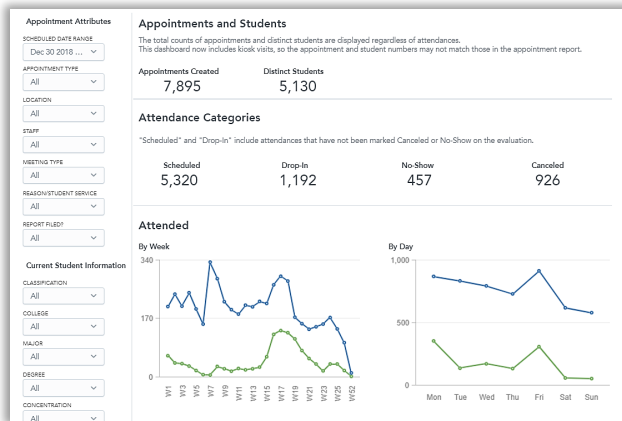 Appointment Attributes
SCHEDULED DATE RANGE
Dec 30 2018 ...
APPOINTMENT TYPE
All
LOCATION
All
STAFF
All
MEETING TYPE
All
REASON/STUDENT SERVICE
All
REPORT FILED?
All
Current Student Information
CLASSIFICATION
All
COLLEGE
All
MAJOR
All
DEGREE
All
CONCENTRATION
All
Appointments and Students
The total counts of appointments and distinct students are displayed regardless of attendances.
This dashboard now includes kiosk visits, so the appointment and student numbers may not match those in the appointment report.
Appointments Created
7,895
Distinct Students
5,130
Attendance Categories
"Scheduled" and "Drop-In" include attendances that have not been marked Canceled or No-Show on the evaluation.
Scheduled
5,320
Drop-In
1,192
No-Show
457
Canceled
926
Attended
By Week
340
170
0
W1 W3 W5 W7 W9 W11 W13 W15 W17 W19 W21 W23 W25 W52
By Day
1,000
500
0
Mon Tue Wed Thu Fri Sat Sun